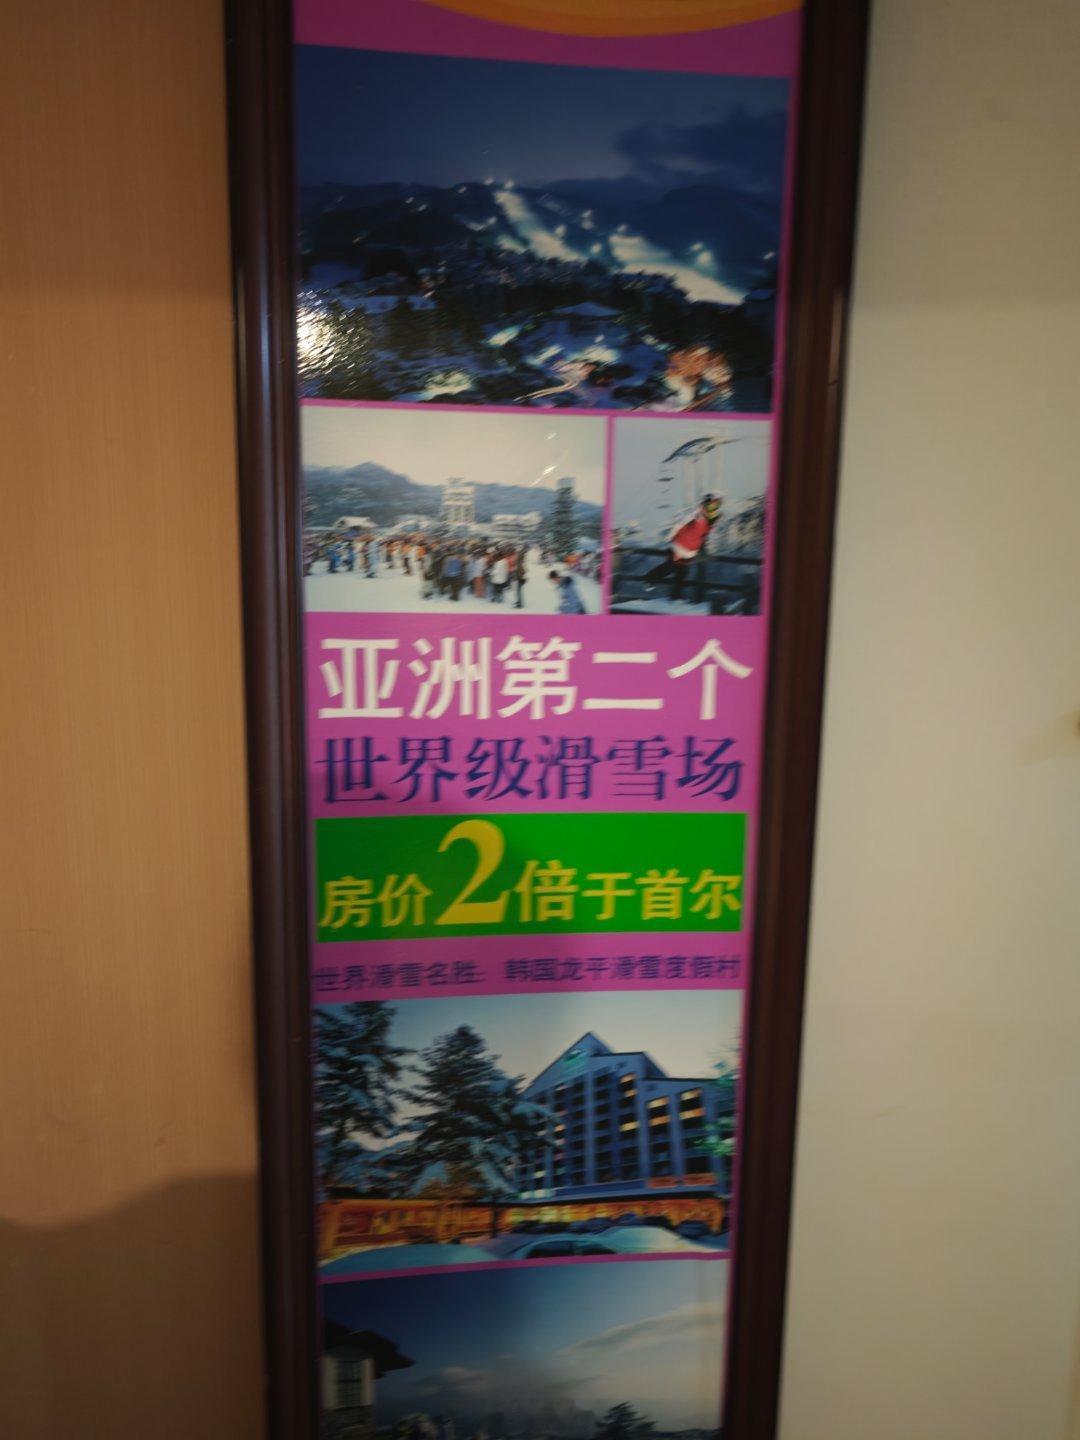 亚洲第二个
世界级滑雪场
房价2倍于首尔
世界滑雪名胜：韩国龙平滑雪度假村